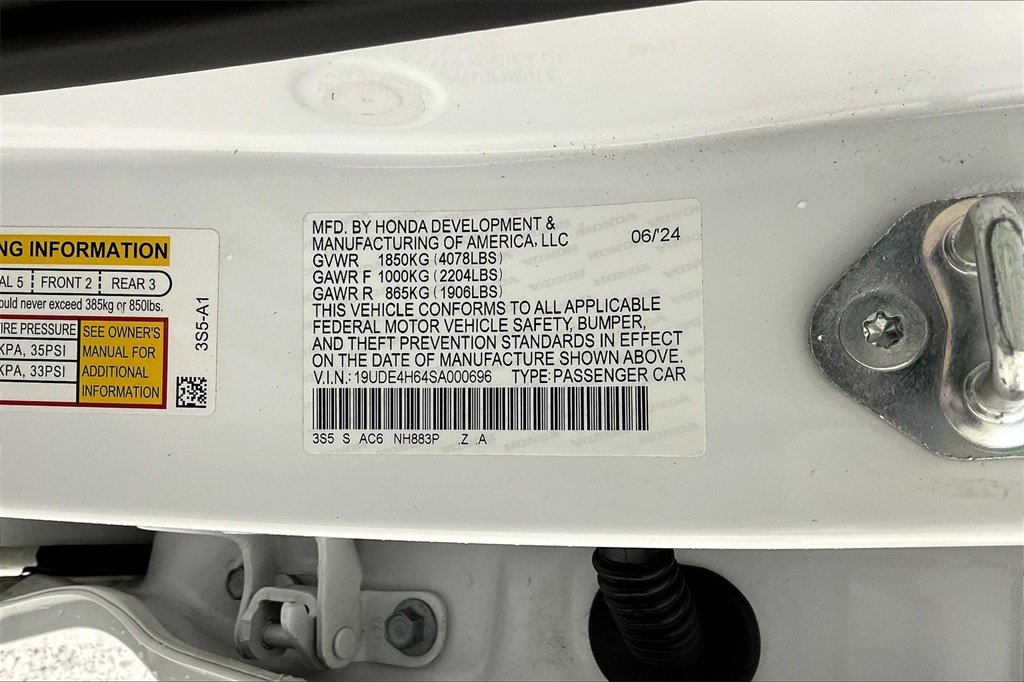 NG INFORMATION
AL 5 FRONT 2 REAR 3
ould never exceed 385kg or 850lbs.
IRE PRESSURE
KPA, 35PSI
KPA, 33PSI
SEE OWNER'S
MANUAL FOR
ADDITIONAL
INFORMATION
3S5-A1
MFD. BY HONDA DEVELOPMENT &
MANUFACTURING OF AMERICA, LLC 06/24
GVWR 1850KG (4078LBS)
GAWR F 1000KG (2204LBS)
GAWR R 865KG (1906LBS)
THIS VEHICLE CONFORMS TO ALL APPLICABLE
FEDERAL MOTOR VEHICLE SAFETY, BUMPER,
AND THEFT PREVENTION STANDARDS IN EFFECT
ON THE DATE OF MANUFACTURE SHOWN ABOVE.
V.I.N.: 19UDE4H64SA000696 TYPE: PASSENGER CAR
3S5 S AC6 NH883P .Z .A